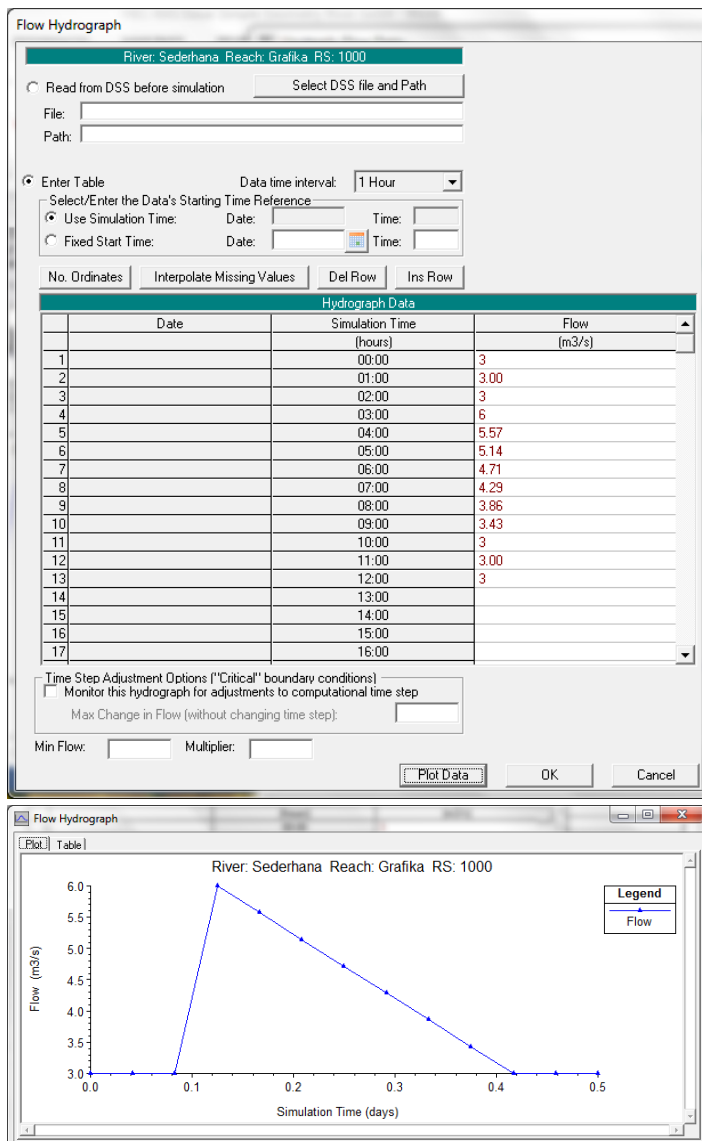 Flow Hydrograph
River: Sederhana Reach: Grafika RS: 1000
Read from DSS before simulation Select DSS file and Path
File:
Path:
Enter Table Data time interval: 1 Hour
Select/Enter the Data's Starting Time Reference
Use Simulation Time: Date: Time:
Fixed Start Time: Date: Time:
No. Ordinates Interpolate Missing Values Del Row Ins Row
Hydrograph Data
Date Simulation Time Flow
(hours) (m3/s)
1 00:00 3
2 01:00 3.00
3 02:00 3
4 03:00 6
5 04:00 5.57
6 05:00 5.14
7 06:00 4.71
8 07:00 4.29
9 08:00 3.86
10 09:00 3.43
11 10:00 3
12 11:00 3.00
13 12:00 3
14 13:00
15 14:00
16 15:00
17 16:00
Time Step Adjustment Options ("Critical" boundary conditions)
Monitor this hydrograph for adjustments to computational time step
Max Change in Flow (without changing time step):
Min Flow: Multiplier:
Plot Data OK Cancel
Flow Hydrograph
Plot Table
River: Sederhana Reach: Grafika RS: 1000
Legend
Flow
6.0
5.5
5.0
4.5
4.0
3.5
3.0
Flow (m3/s)
0.0 0.1 0.2 0.3 0.4 0.5
Simulation Time (days)